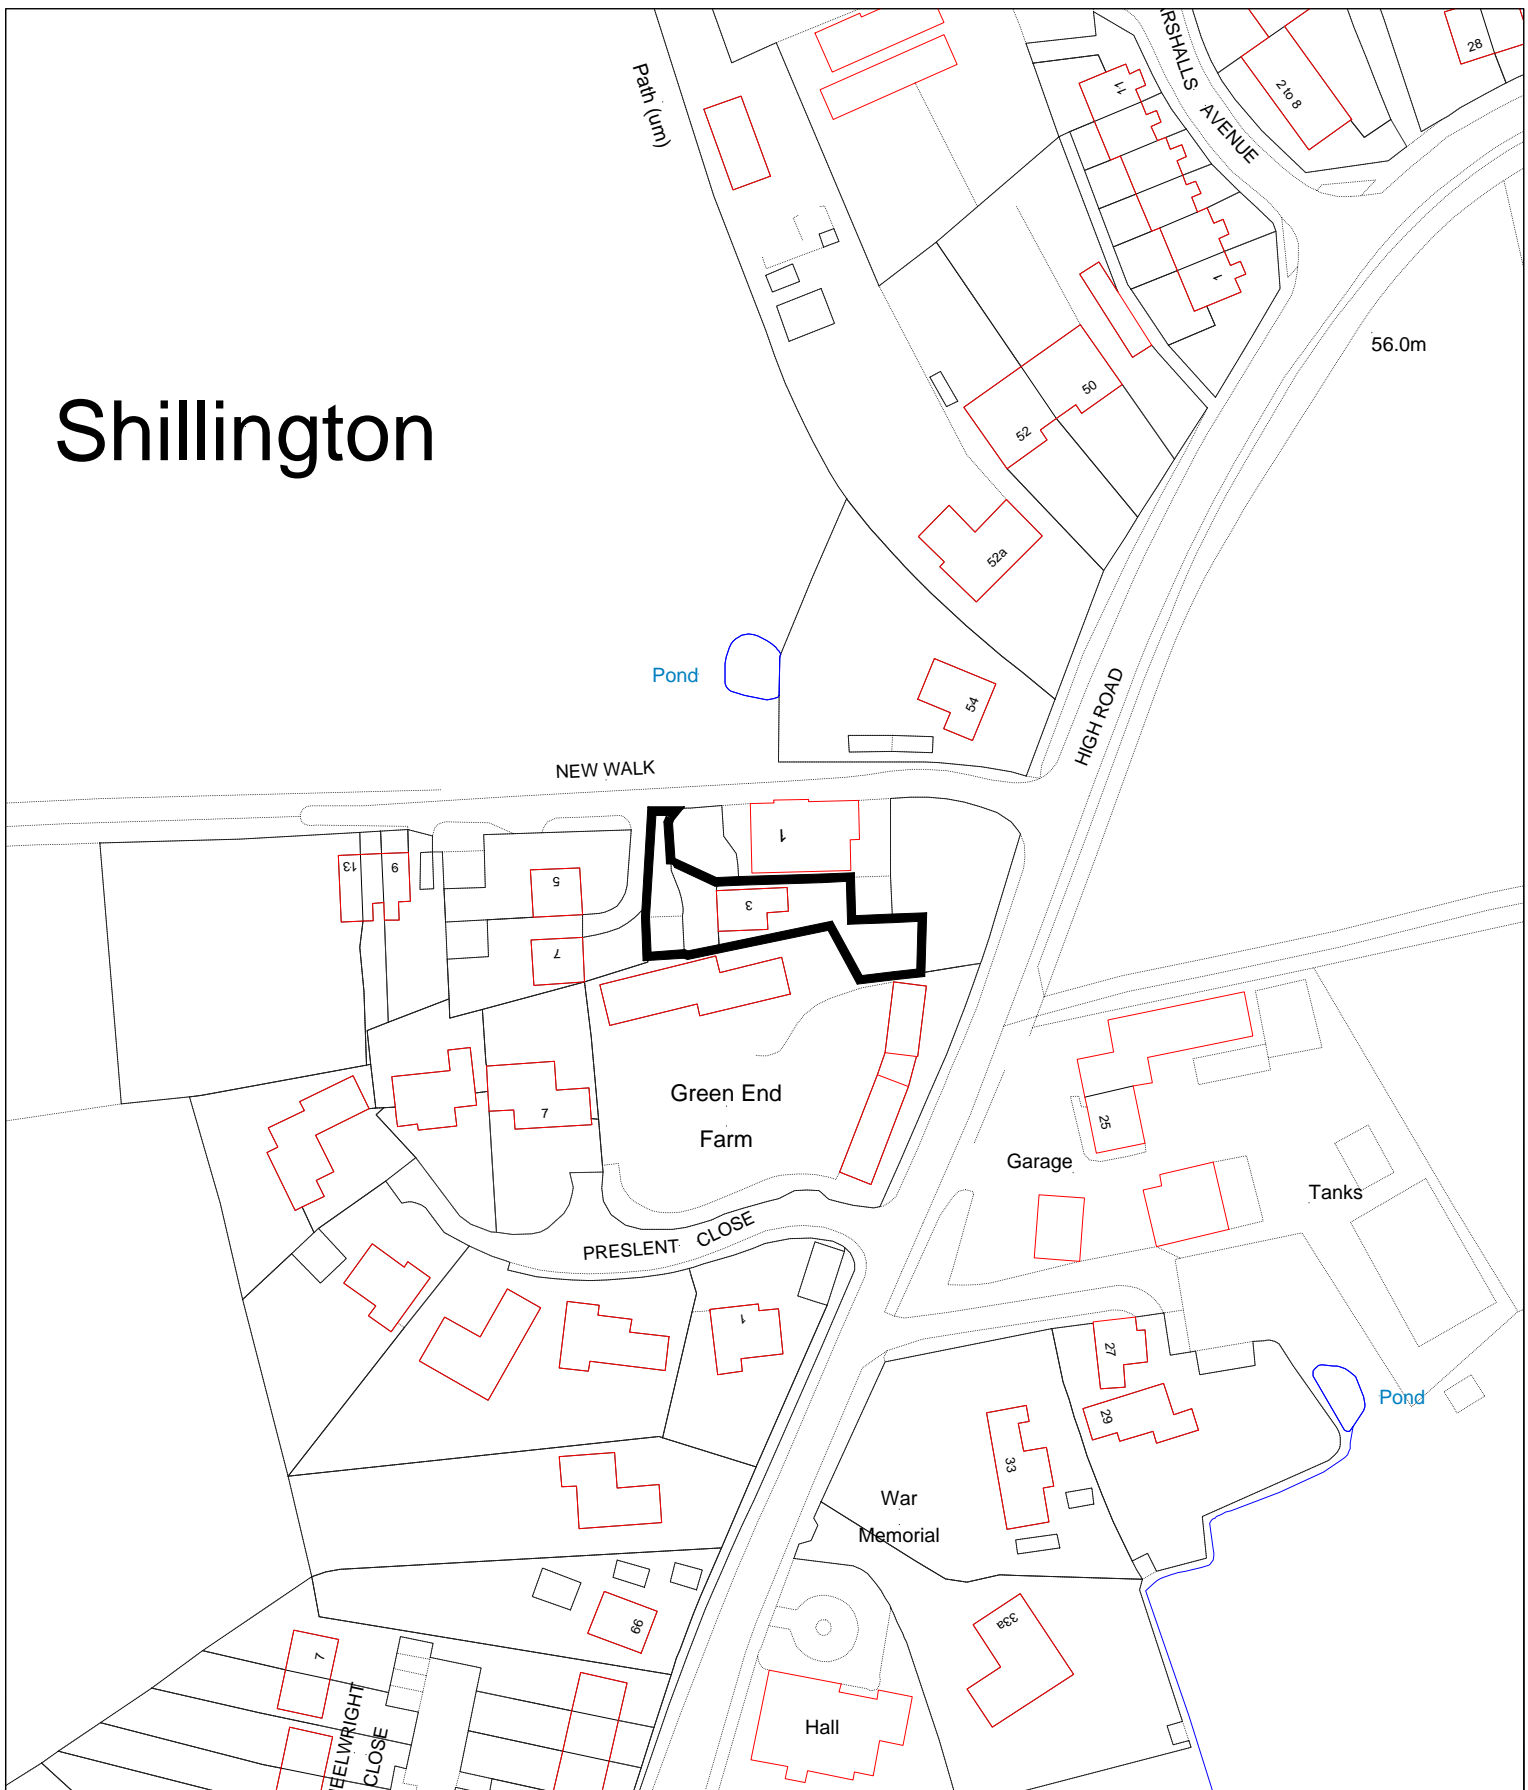 28
2 to 8
11
RSHALLS
AVENUE
Path (um)
1
56.0m
50
52
Shillington
52a
Pond
54
HIGH ROAD
NEW WALK
1
13
9
5
3
7
Green End
Farm
7
25
Garage
Tanks
PRESLENT CLOSE
1
27
29
Pond
33
War
Memorial
33a
66
7
EELWRIGHT
CLOSE
Hall